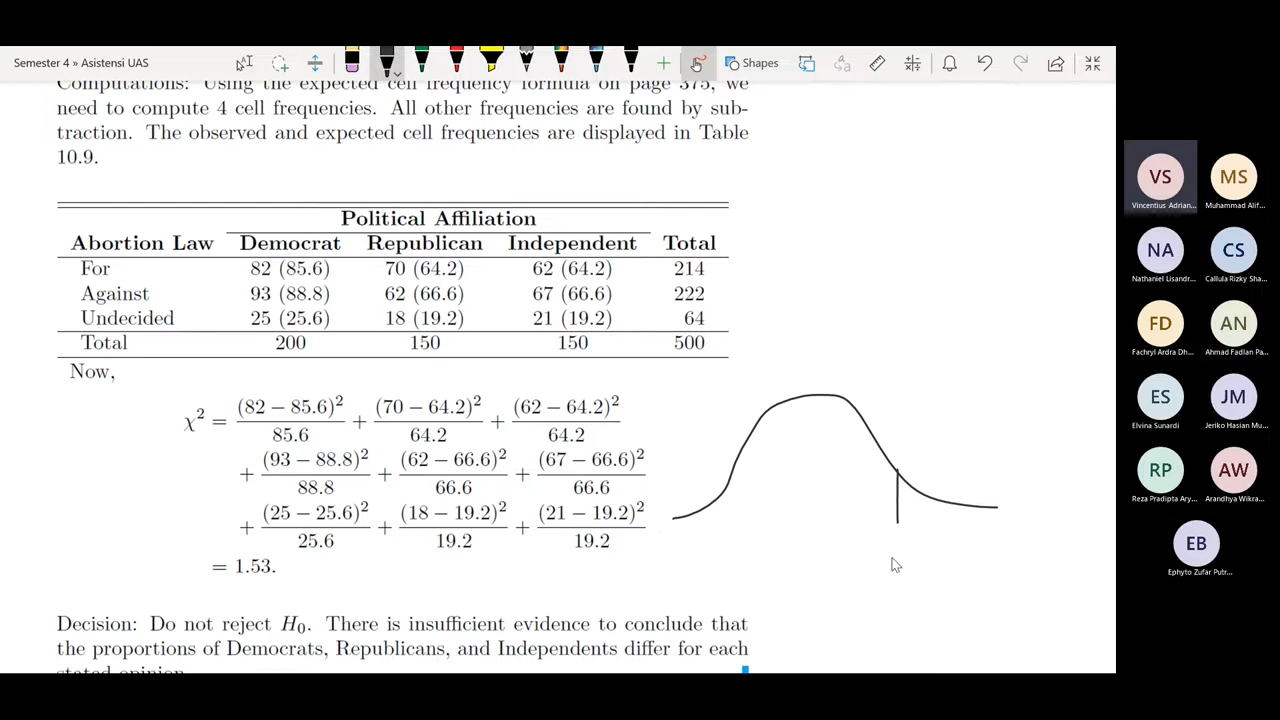 Semester 4 » Asistensi UAS
Shapes
Computations: Using the expected cell frequency formula on page 375, we
need to compute 4 cell frequencies. All other frequencies are found by sub-
traction. The observed and expected cell frequencies are displayed in Table
10.9.
Political Affiliation
Abortion Law Democrat Republican Independent Total
For 82 (85.6) 70 (64.2) 62 (64.2) 214
Against 93 (88.8) 62 (66.6) 67 (66.6) 222
Undecided 25 (25.6) 18 (19.2) 21 (19.2) 64
Total 200 150 150 500
Now,
χ² = (82 − 85.6)²/85.6 + (70 − 64.2)²/64.2 + (62 − 64.2)²/64.2
+ (93 − 88.8)²/88.8 + (62 − 66.6)²/66.6 + (67 − 66.6)²/66.6
+ (25 − 25.6)²/25.6 + (18 − 19.2)²/19.2 + (21 − 19.2)²/19.2
= 1.53.
Decision: Do not reject H₀. There is insufficient evidence to conclude that
the proportions of Democrats, Republicans, and Independents differ for each
stated opinion.
VS
Vincentius Adrian...
MS
Muhammad Alif...
NA
Nathaniel Lisandr...
CS
Callula Rizky Sha...
FD
Fachryl Ardra Dh...
AN
Ahmad Fadlan Pa...
ES
Elvina Sunardi
JM
Jeriko Hasian Mu...
RP
Reza Pradipta Ary...
AW
Arandhya Wikra...
EB
Ephyto Zufar Putr...